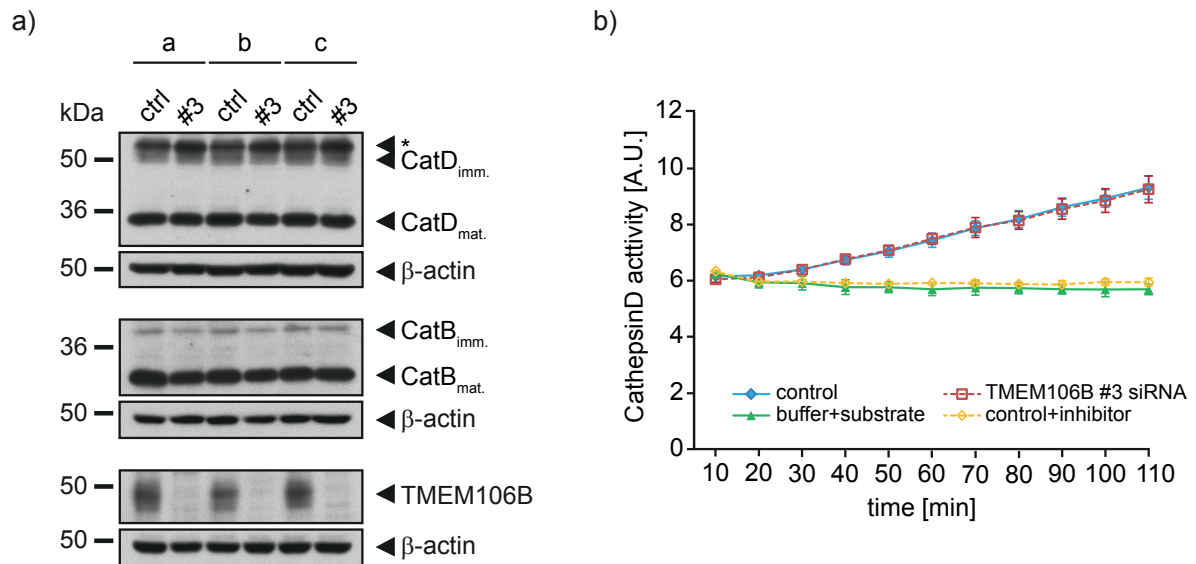 a)
a b c
kDa ctrl #3 ctrl #3 ctrl #3
*
50 CatDimm.
36
CatDmat.
50 β-actin
CatBimm.
36
CatBmat.
50
β-actin
50 TMEM106B
50 β-actin
b)
CathepsinD acttivity [A.U.]
12
10
8
6
4
2
0
control TMEM106B #3 siRNA
buffer+substrate control+inhibitor
10 20 30 40 50 60 70 80 90 100 110
time [min]